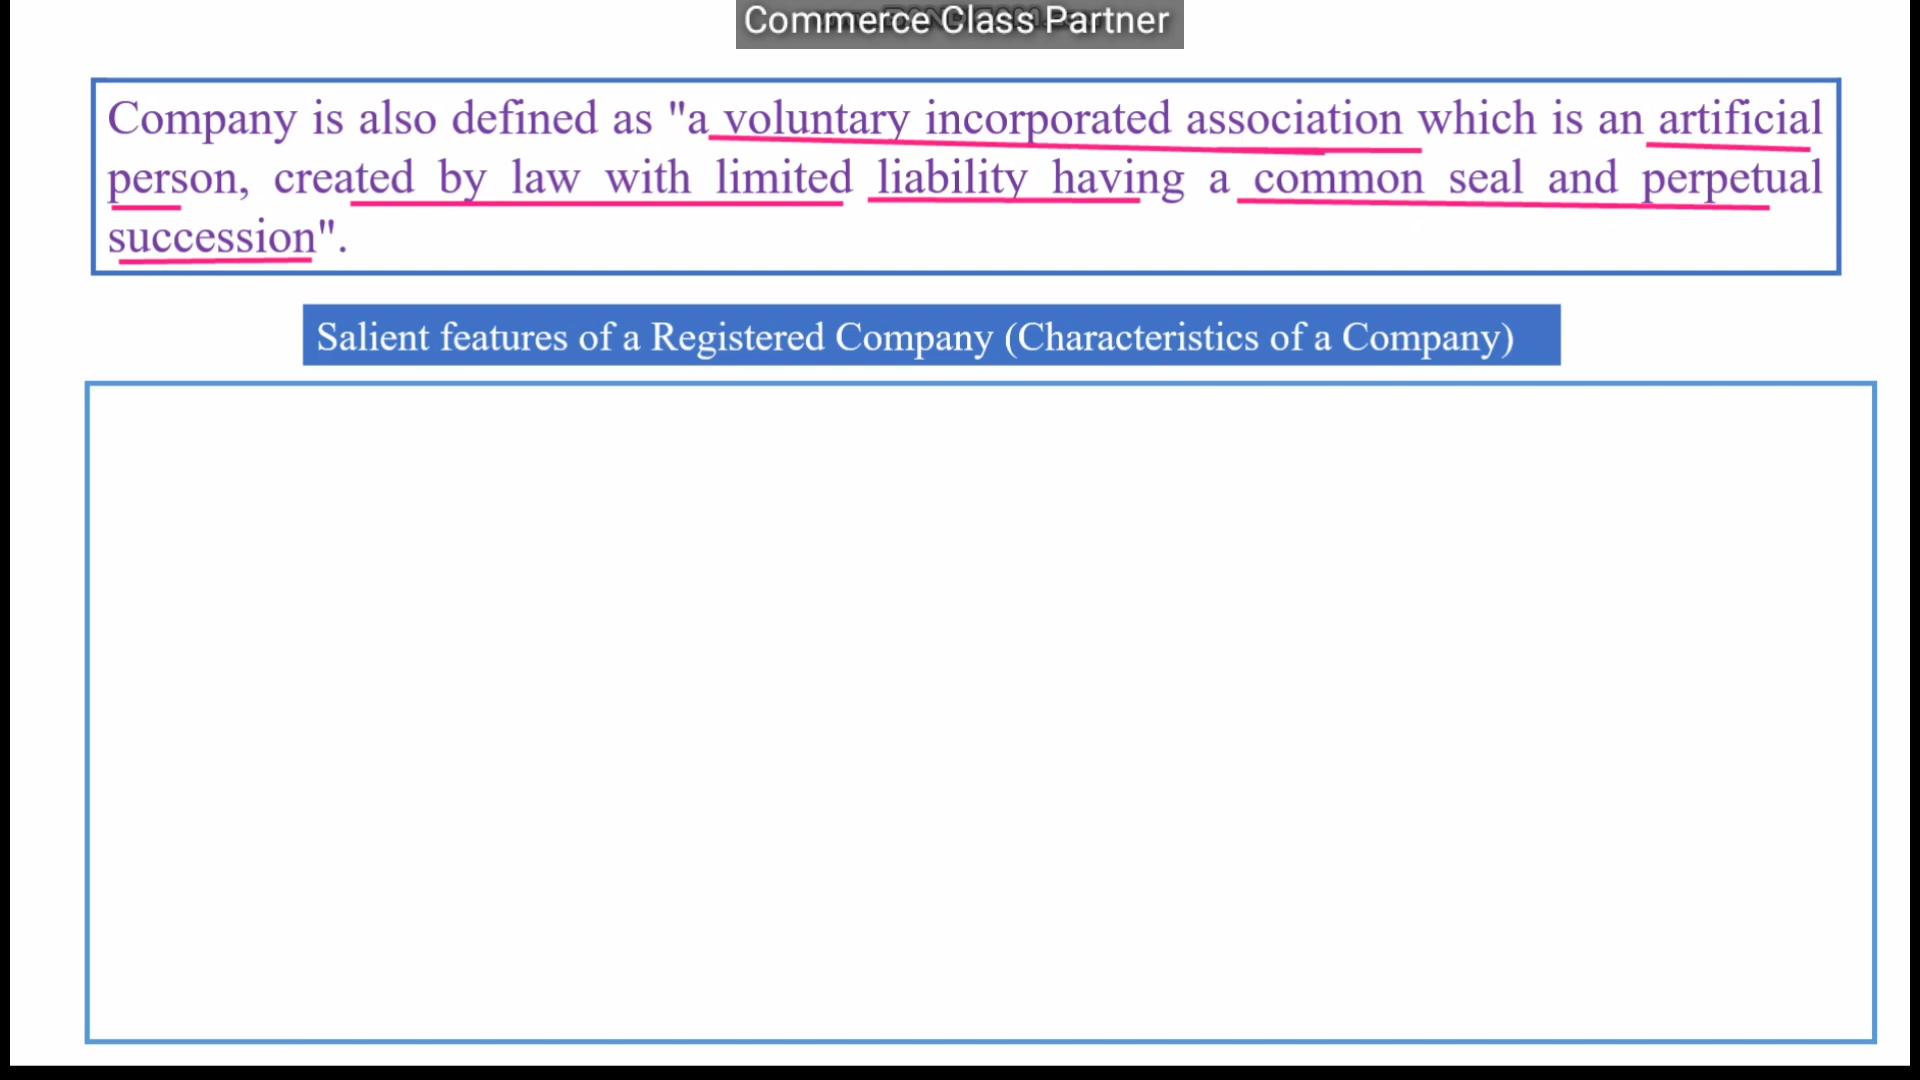 Commerce Class Partner
Company is also defined as "a voluntary incorporated association which is an artificial
person, created by law with limited liability having a common seal and perpetual
succession".
Salient features of a Registered Company (Characteristics of a Company)